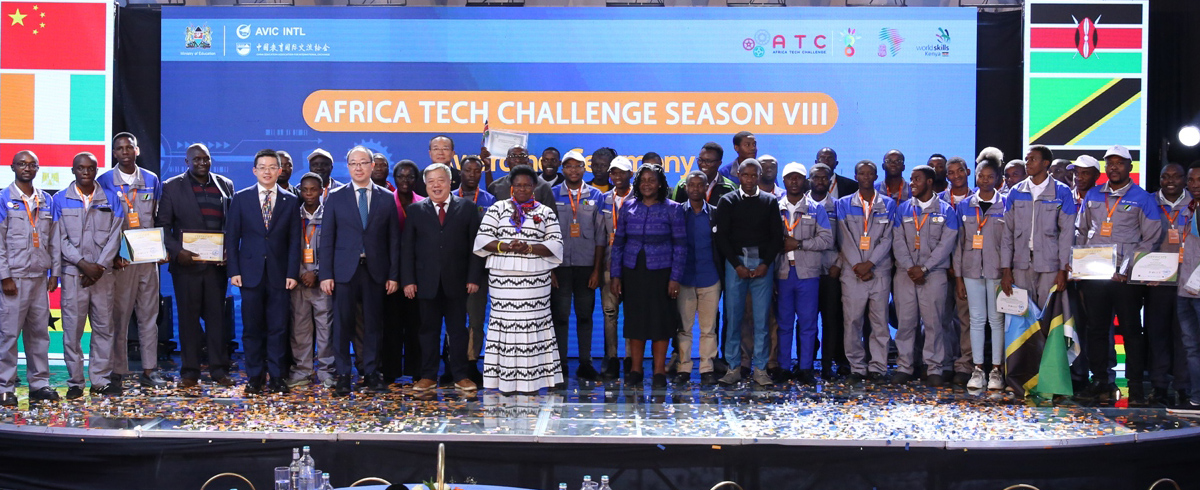 Ministry of Education
AVIC INTL
中国教育国际交流协会
ATC
AFRICA TECH CHALLENGE
worldskills
Kenya
AFRICA TECH CHALLENGE SEASON VIII
Ceremony